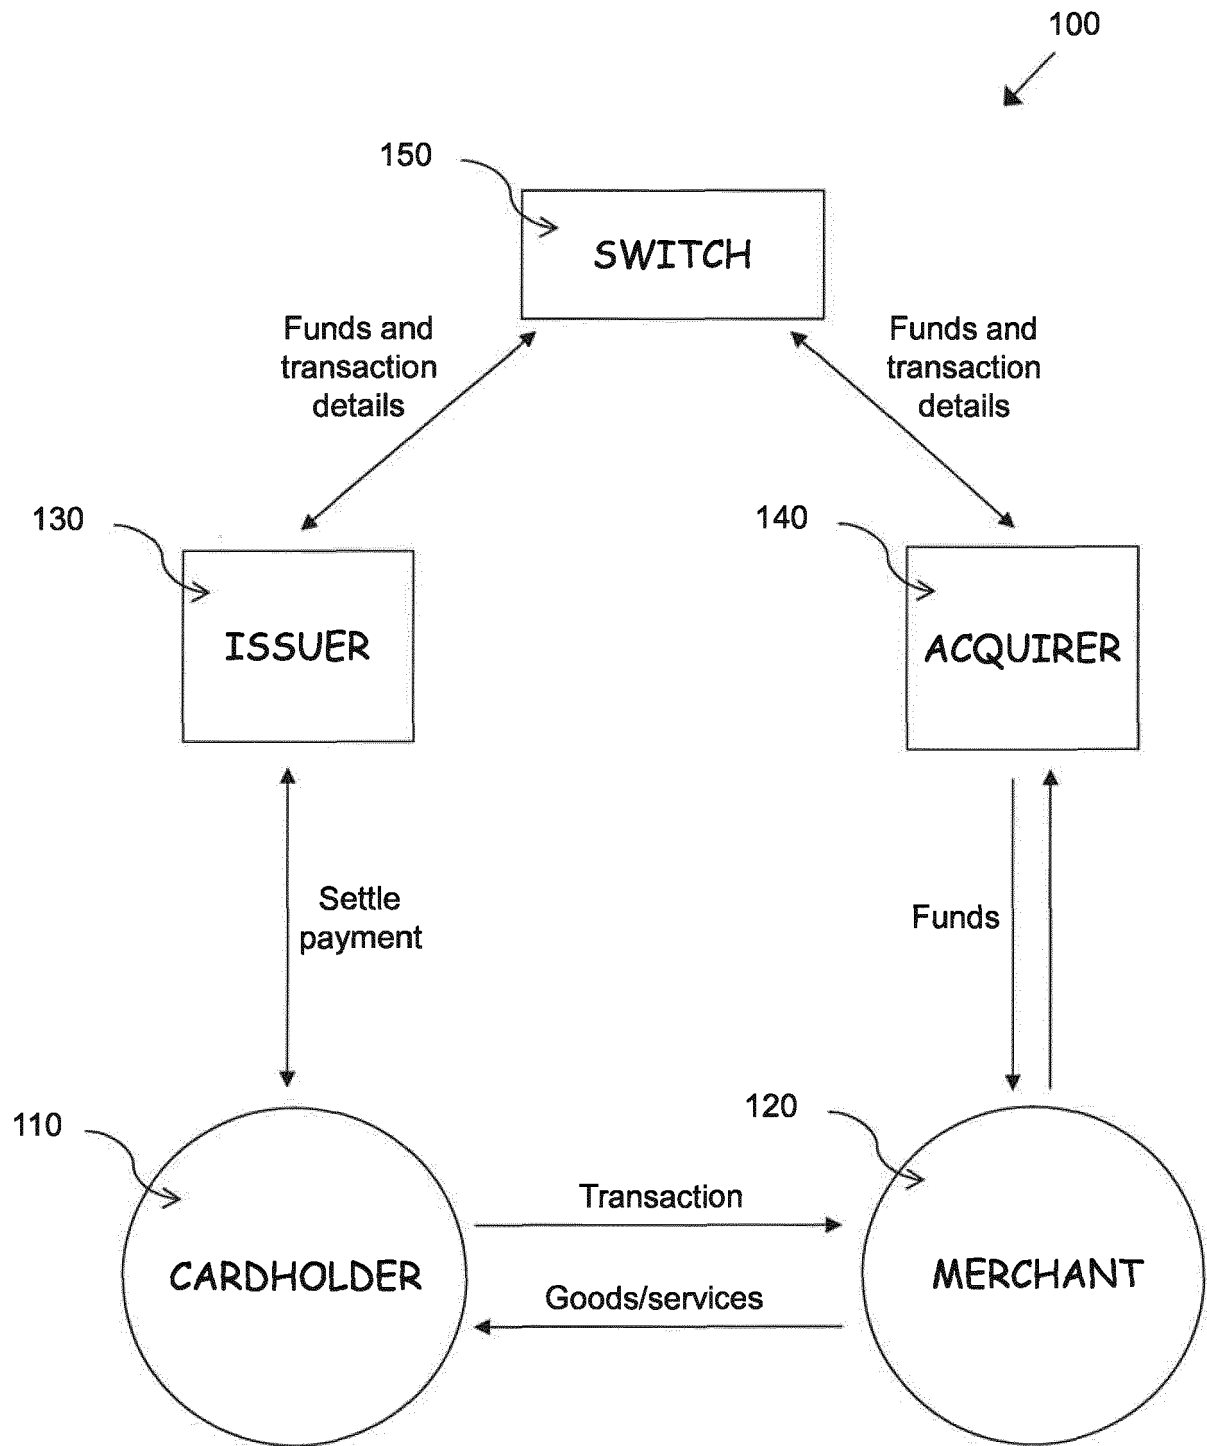 100
150
SWITCH
Funds and
transaction
details
Funds and
transaction
details
130
ISSUER
140
ACQUIRER
Settle
payment
Funds
110
CARDHOLDER
120
MERCHANT
Transaction
Goods/services